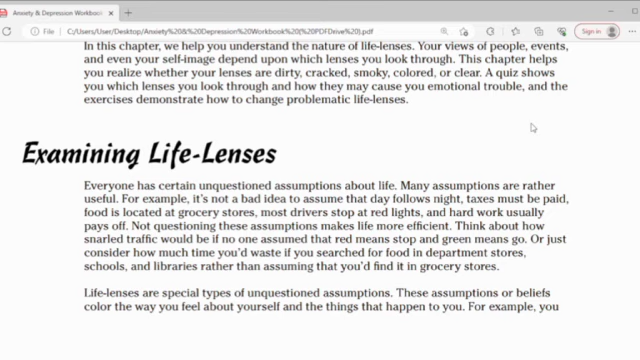 Anxiety & Depression Workbook
File
C:/Users/User/Desktop/Anxiety%20&%20Depression%20Workbook%20(%20PDFDrive%20).pdf
Sign in
In this chapter, we help you understand the nature of life-lenses. Your views of people, events,
and even your self-image depend upon which lenses you look through. This chapter helps
you realize whether your lenses are dirty, cracked, smoky, colored, or clear. A quiz shows
you which lenses you look through and how they may cause you emotional trouble, and the
exercises demonstrate how to change problematic life-lenses.
Examining Life-Lenses
Everyone has certain unquestioned assumptions about life. Many assumptions are rather
useful. For example, it's not a bad idea to assume that day follows night, taxes must be paid,
food is located at grocery stores, most drivers stop at red lights, and hard work usually
pays off. Not questioning these assumptions makes life more efficient. Think about how
snarled traffic would be if no one assumed that red means stop and green means go. Or just
consider how much time you'd waste if you searched for food in department stores,
schools, and libraries rather than assuming that you'd find it in grocery stores.
Life-lenses are special types of unquestioned assumptions. These assumptions or beliefs
color the way you feel about yourself and the things that happen to you. For example, you